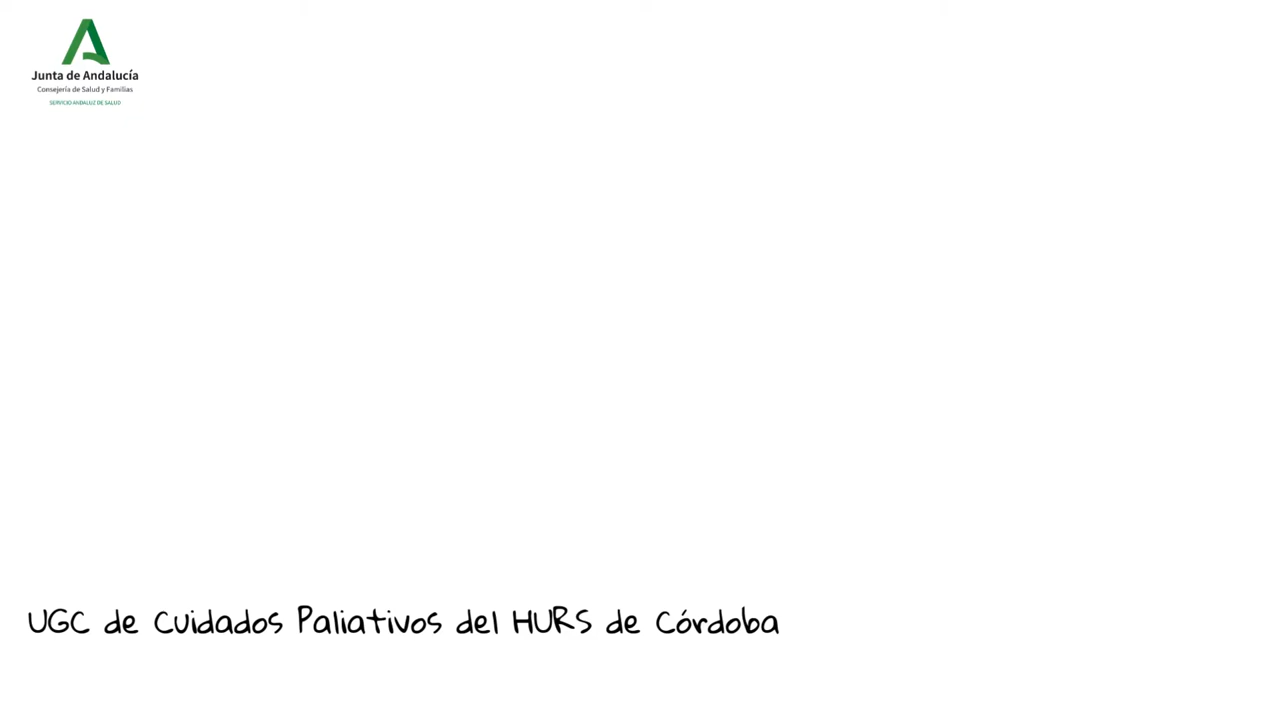 Junta de Andalucía
Consejería de Salud y Familias
SERVICIO ANDALUZ DE SALUD
UGC de Cuidados Paliativos del HURS de Córdoba